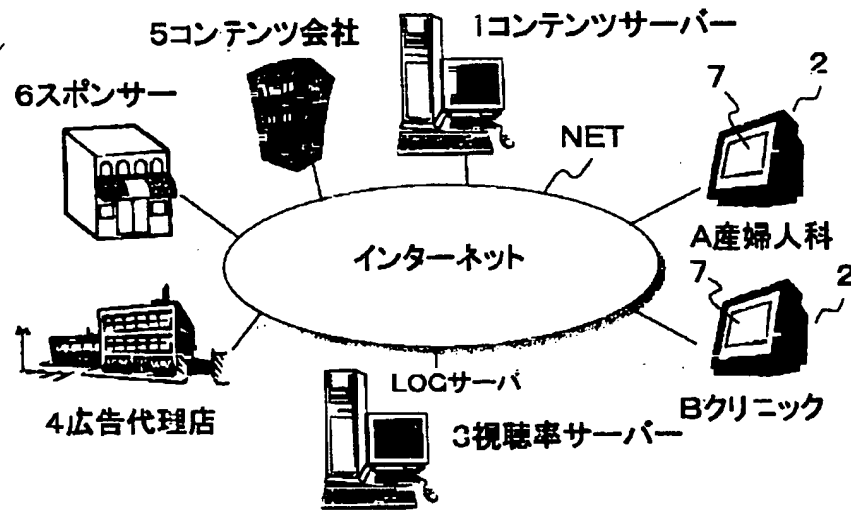 5コンテンツ会社
1コンテンツサーバー
6スポンサー
7
2
NET
A産婦人科
インターネット
7
2
LOGサーバ
Bクリニック
4広告代理店
3視聴率サーバー